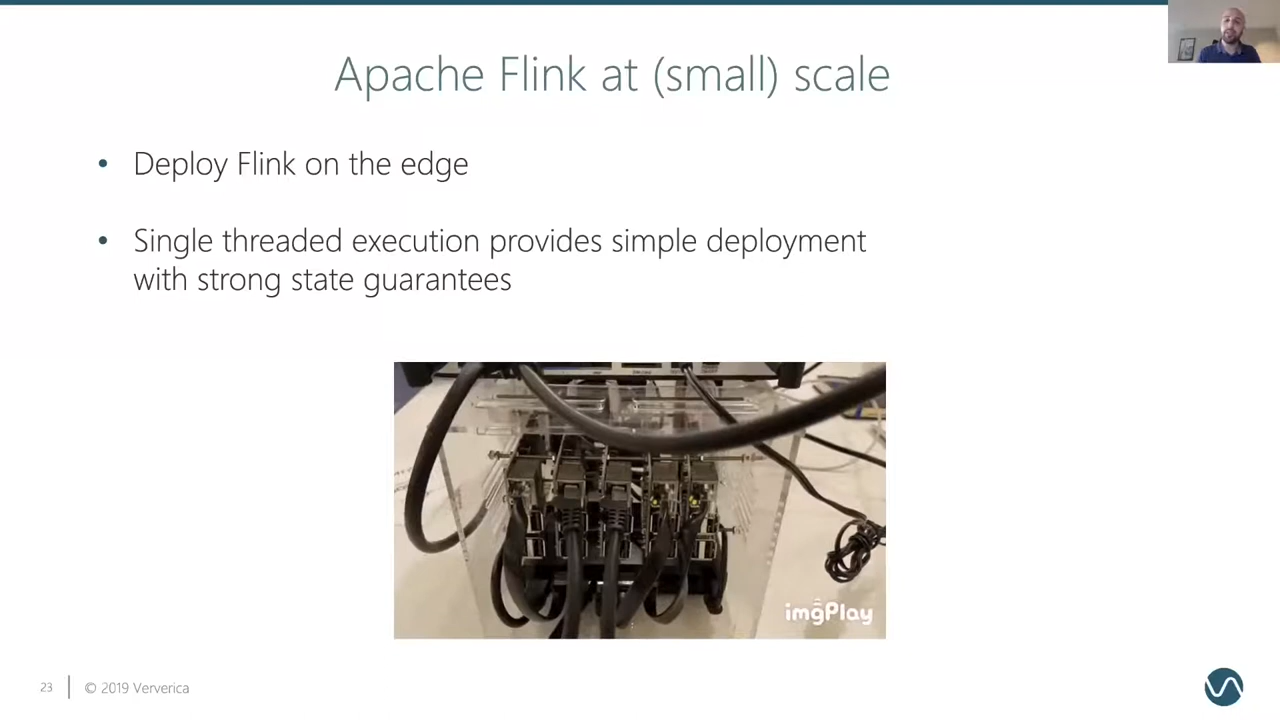 Apache Flink at (small) scale
• Deploy Flink on the edge
• Single threaded execution provides simple deployment
with strong state guarantees
imgPlay
23
© 2019 Ververica